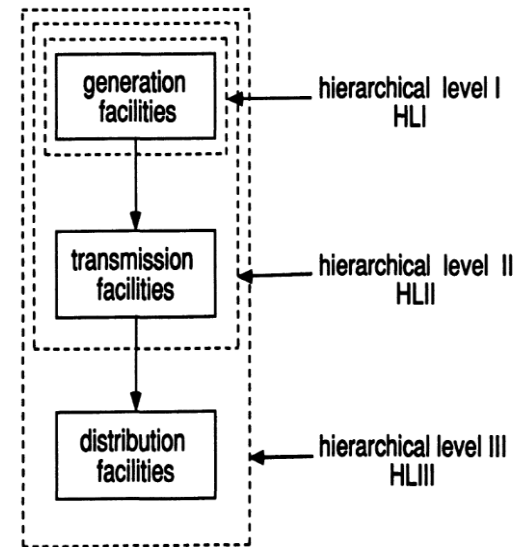 generation
facilities
hierarchical level I
HLI
transmission
facilities
hierarchical level II
HLII
distribution
facilities
hierarchical level III
HLIII